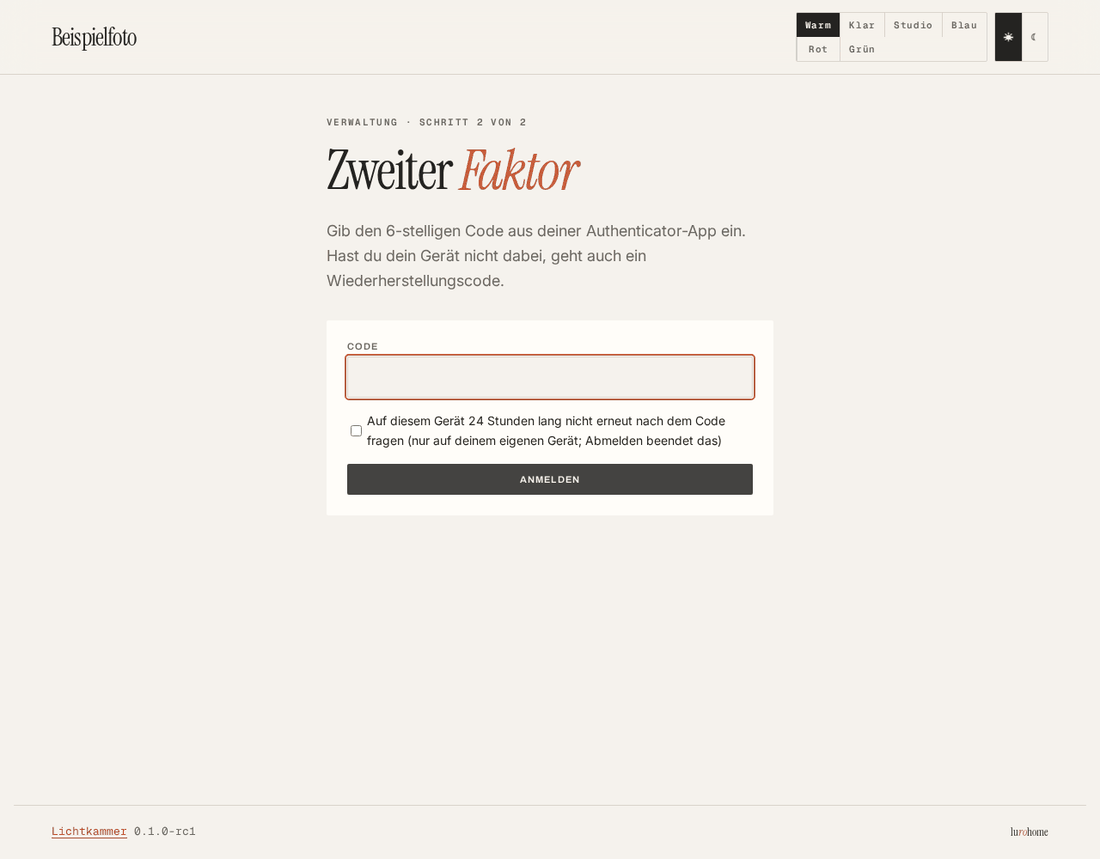 Beispielfoto
Warm Klar Studio Blau
Rot Grün
VERWALTUNG · SCHRITT 2 VON 2
Zweiter Faktor
Gib den 6-stelligen Code aus deiner Authenticator-App ein.
Hast du dein Gerät nicht dabei, geht auch ein
Wiederherstellungscode.
CODE
Auf diesem Gerät 24 Stunden lang nicht erneut nach dem Code
fragen (nur auf deinem eigenen Gerät; Abmelden beendet das)
ANMELDEN
Lichtkammer 0.1.0-rc1
lurohome